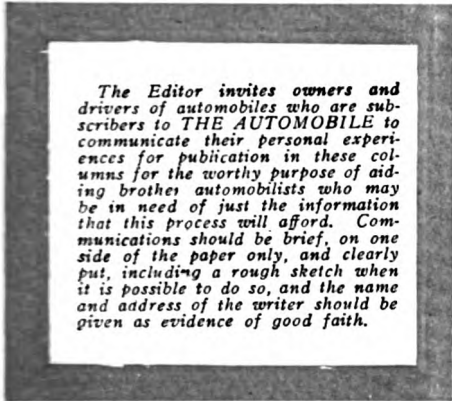 The Editor invites owners and
drivers of automobiles who are sub-
scribers to THE AUTOMOBILE to
communicate their personal experi-
ences for publication in these col-
umns for the worthy purpose of aid-
ing brother automobilists who may
be in need of just the information
that this process will afford. Com-
munications should be brief, on one
side of the paper only, and clearly
put, including a rough sketch when
it is possible to do so, and the name
and address of the writer should be
given as evidence of good faith.